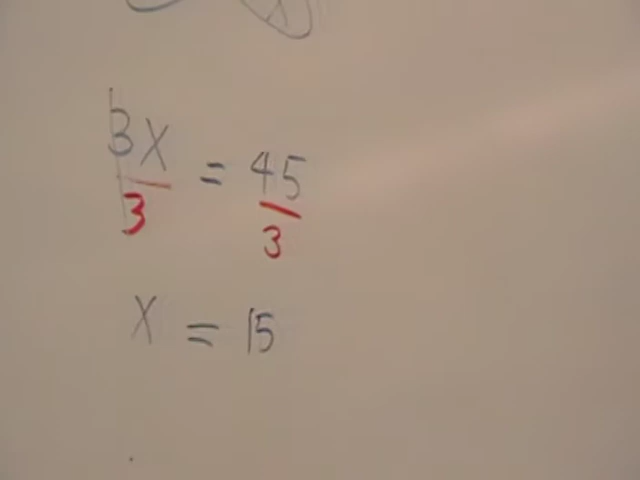 3X = 45
3 3
X = 15